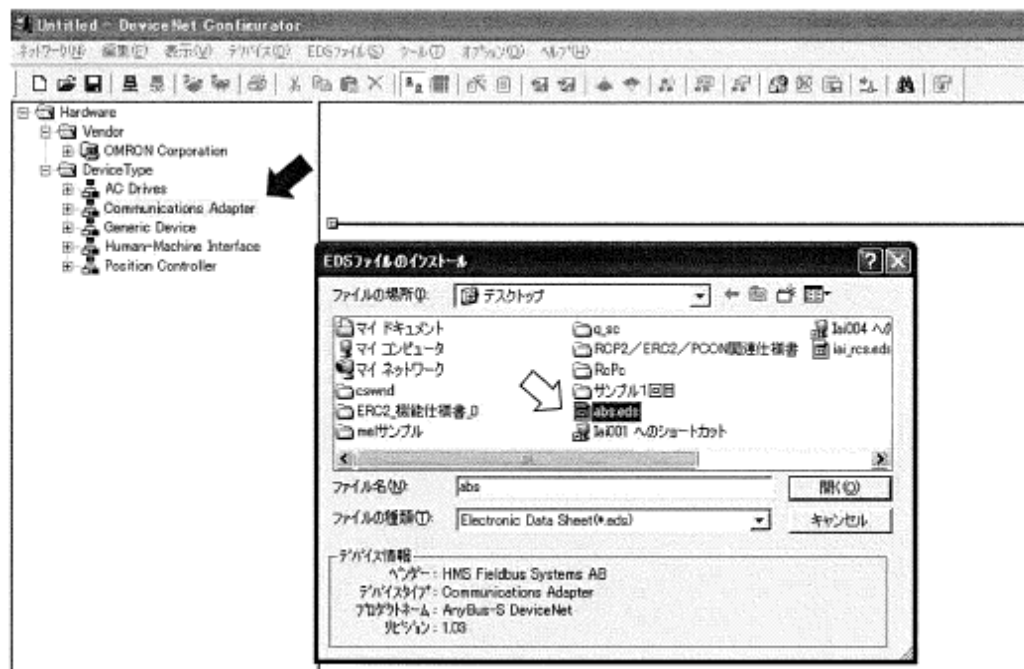 Untitled - DeviceNet Configurator
ネットワーク(N) 編集(E) 表示(V) デバイス(D) EDSファイル(S) ツール(T) オプション(O) ヘルプ(H)
Hardware
Vendor
OMRON Corporation
DeviceType
AC Drives
Communications Adapter
Generic Device
Human-Machine Interface
Position Controller
EDSファイルのインストール
ファイルの場所(I): デスクトップ
マイ ドキュメント
マイ コンピュータ
マイ ネットワーク
cswnd
ERC2_機能仕様書_D
melサンプル
q_sc
RCP2/ERC2/PCON関連仕様書
RcPc
サンプル1回目
abs.eds
Iai001 へのショートカット
Iai004 への
iai_rcs.eds
ファイル名(N): abs 開く(O)
ファイルの種類(T): Electronic Data Sheet(*.eds) キャンセル
デバイス情報
ベンダー : HMS Fieldbus Systems AB
デバイスタイプ : Communications Adapter
プロダクトネーム : AnyBus-S DeviceNet
リビジョン : 1.03